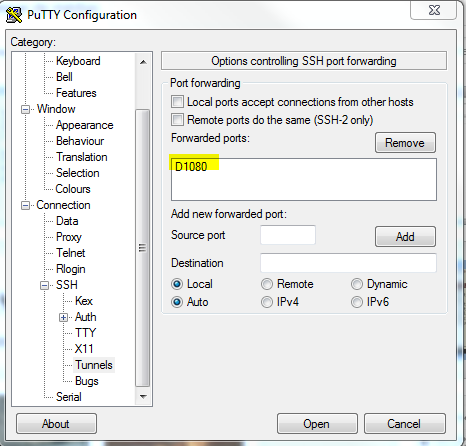 PuTTY Configuration
Category:
Keyboard
Bell
Features
Window
Appearance
Behaviour
Translation
Selection
Colours
Connection
Data
Proxy
Telnet
Rlogin
SSH
Kex
Auth
TTY
X11
Tunnels
Bugs
Serial
Options controlling SSH port forwarding
Port forwarding
Local ports accept connections from other hosts
Remote ports do the same (SSH-2 only)
Forwarded ports:
Remove
D1080
Add new forwarded port:
Source port
Add
Destination
Local Remote Dynamic
Auto IPv4 IPv6
About Open Cancel